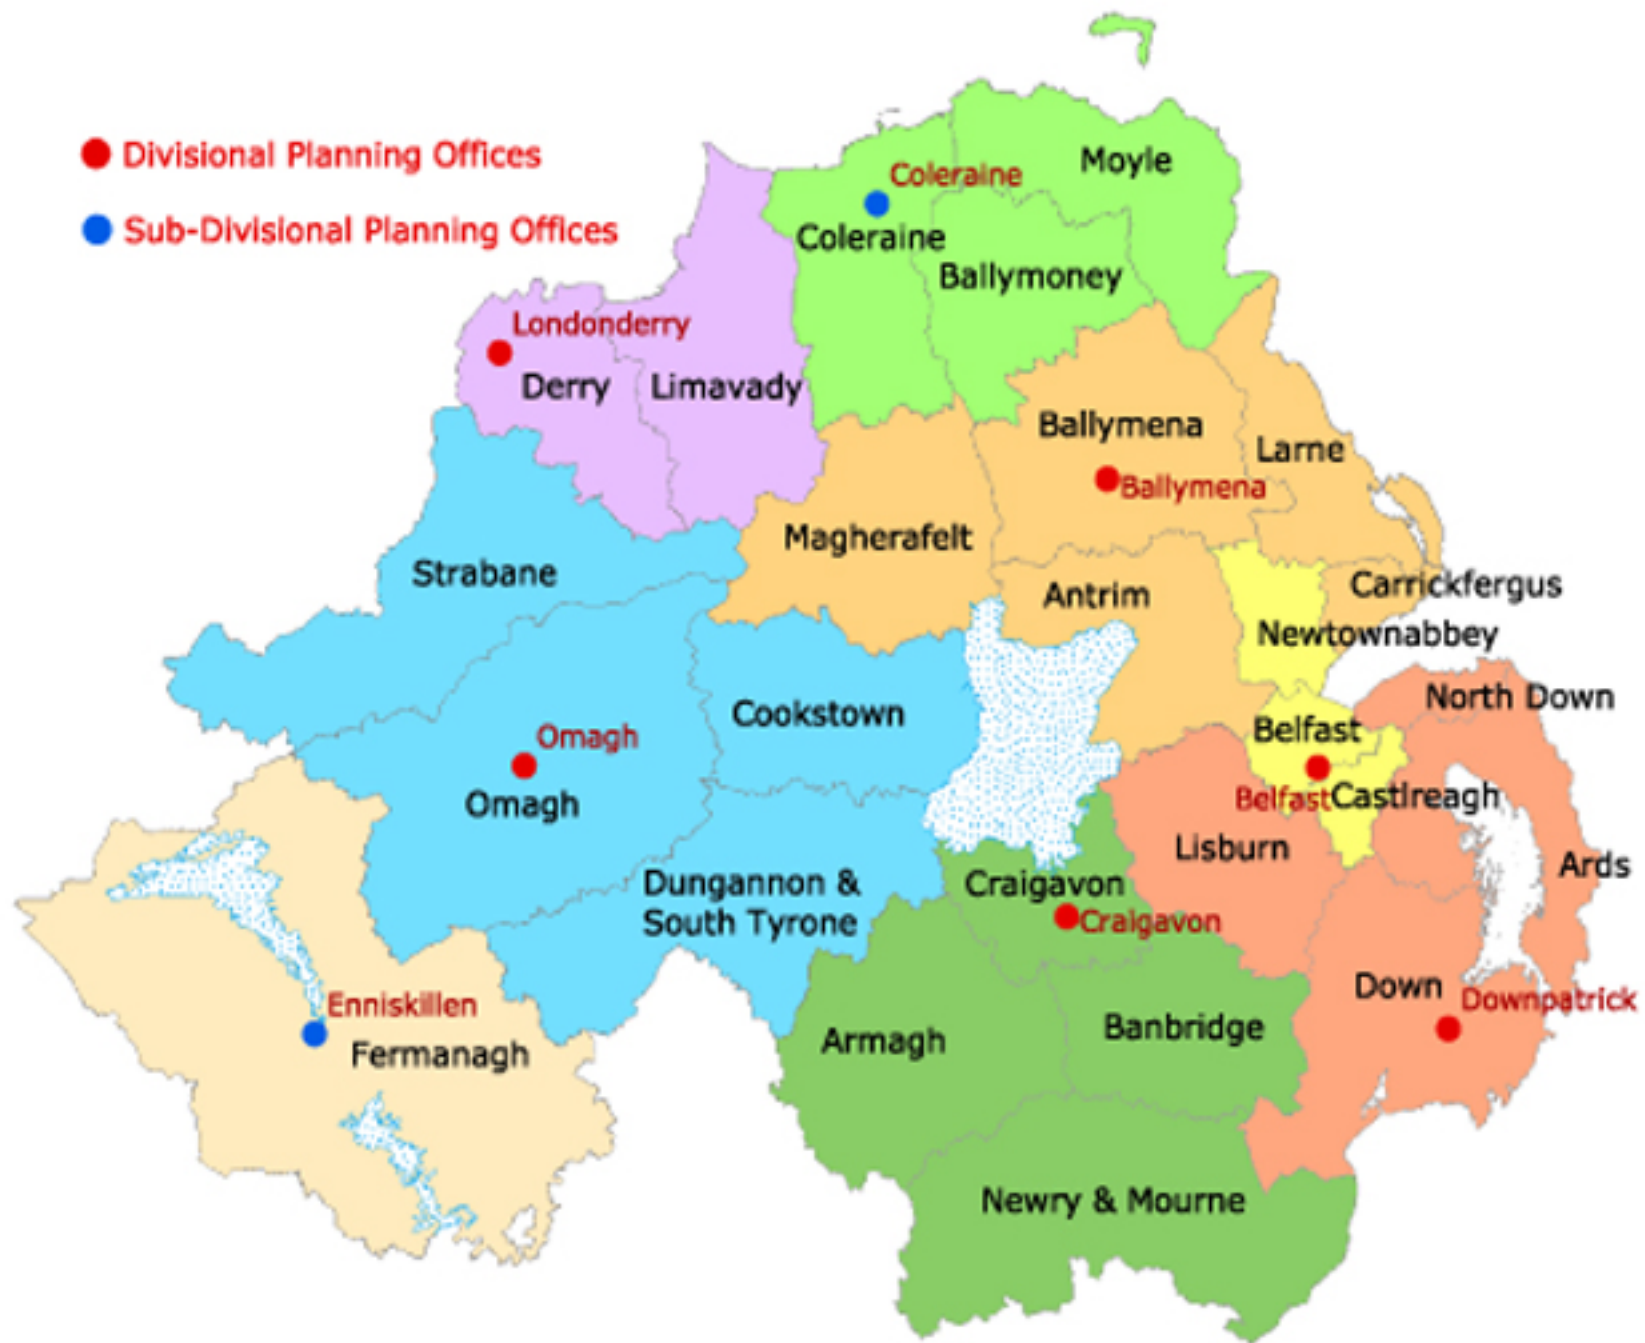 Divisional Planning Offices
Sub-Divisional Planning Offices
Moyle
Coleraine
Coleraine
Ballymoney
Londonderry
Derry
Limavady
Ballymena
Larne
Ballymena
Magherafelt
Strabane
Antrim
Carrickfergus
Newtownabbey
North Down
Cookstown
Belfast
Omagh
Omagh
Belfast
Castlreagh
Lisburn
Ards
Dungannon &
South Tyrone
Craigavon
Craigavon
Down
Downpatrick
Enniskillen
Fermanagh
Armagh
Banbridge
Newry & Mourne